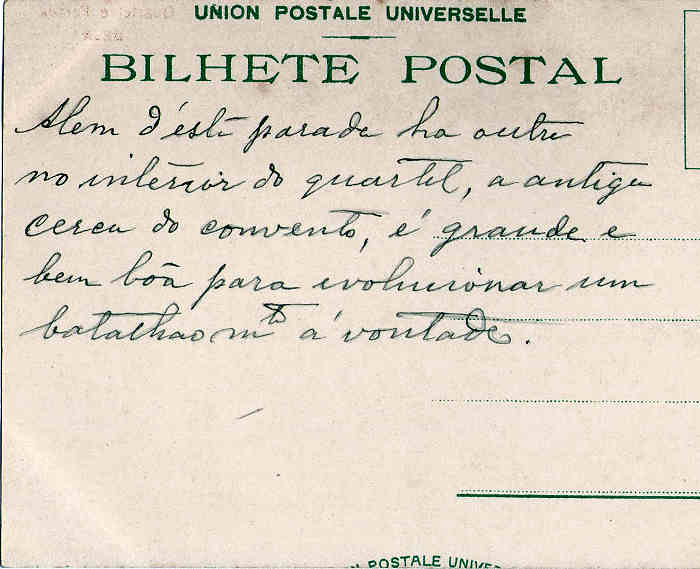 UNION POSTALE UNIVERSELLE
BILHETE POSTAL
Alem d'ésta parada ha outra
no interior do quartel, a antiga
cerca do convento, é grande e
bem bôa para evolucionar um
batalhao mto á vontade.
N POSTALE UNIVE